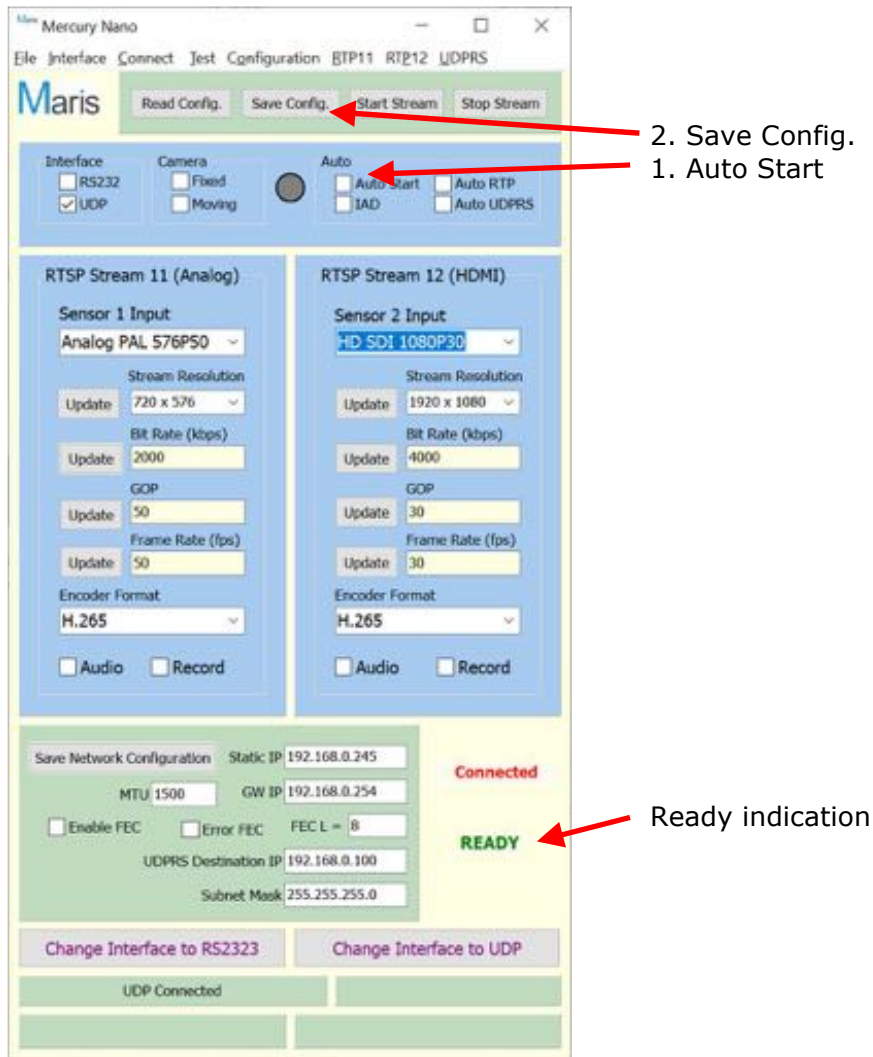 Maris Mercury Nano
File Interface Connect Test Configuration RTP11 RTP12 UDPRS
Maris Read Config. Save Config. Start Stream Stop Stream
2. Save Config.
1. Auto Start
Interface Camera Auto
RS232 Fixed Auto Start Auto RTP
UDP Moving IAD Auto UDPRS
RTSP Stream 11 (Analog)
Sensor 1 Input
Analog PAL 576P50
Stream Resolution
Update 720 x 576
Bit Rate (kbps)
Update 2000
GOP
Update 50
Frame Rate (fps)
Update 50
Encoder Format
H.265
Audio Record
RTSP Stream 12 (HDMI)
Sensor 2 Input
HD SDI 1080P30
Stream Resolution
Update 1920 x 1080
Bit Rate (kbps)
Update 4000
GOP
Update 30
Frame Rate (fps)
Update 30
Encoder Format
H.265
Audio Record
Save Network Configuration Static IP 192.168.0.245
MTU 1500 GW IP 192.168.0.254
Enable FEC Error FEC FEC L = 8
UDPRS Destination IP 192.168.0.100
Subnet Mask 255.255.255.0
Connected
READY
Ready indication
Change Interface to RS2323 Change Interface to UDP
UDP Connected